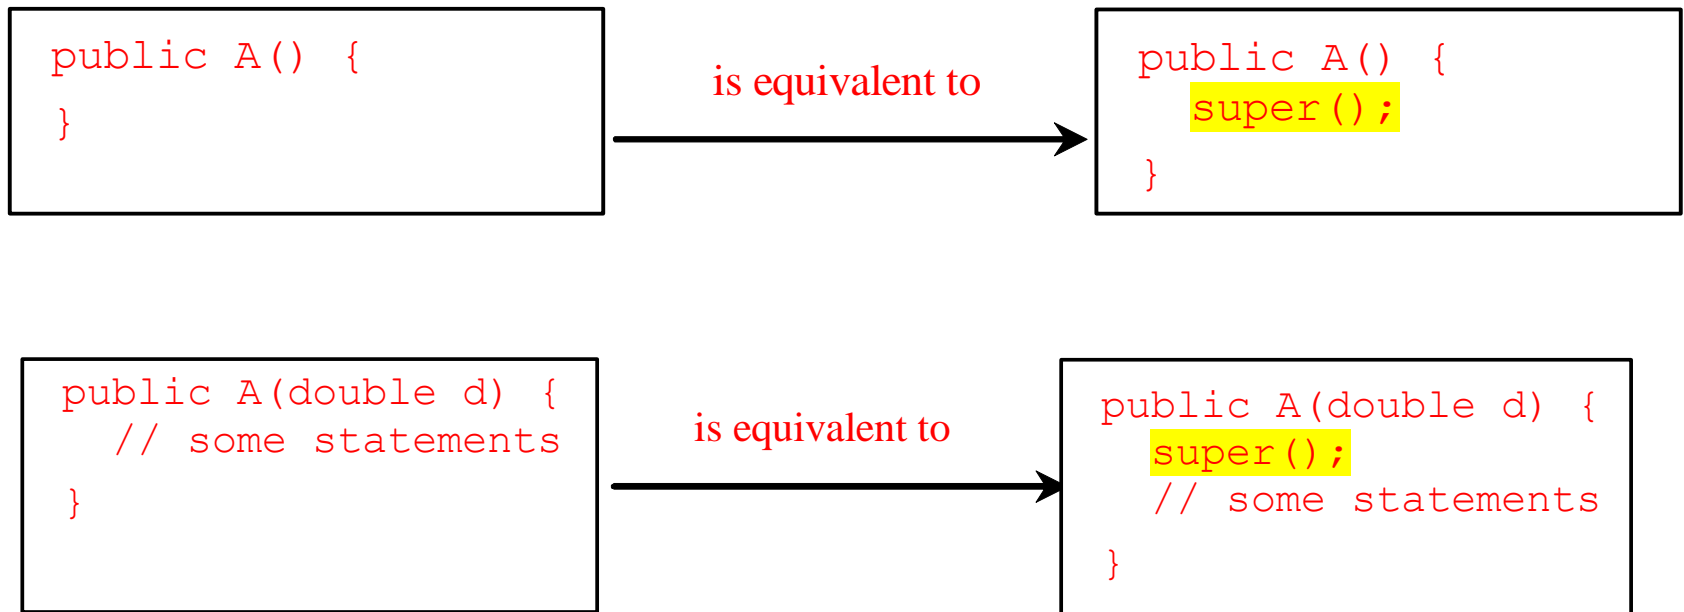 public A() {
}
is equivalent to
public A() {
super();
}
public A(double d) {
// some statements
}
is equivalent to
public A(double d) {
super();
// some statements
}